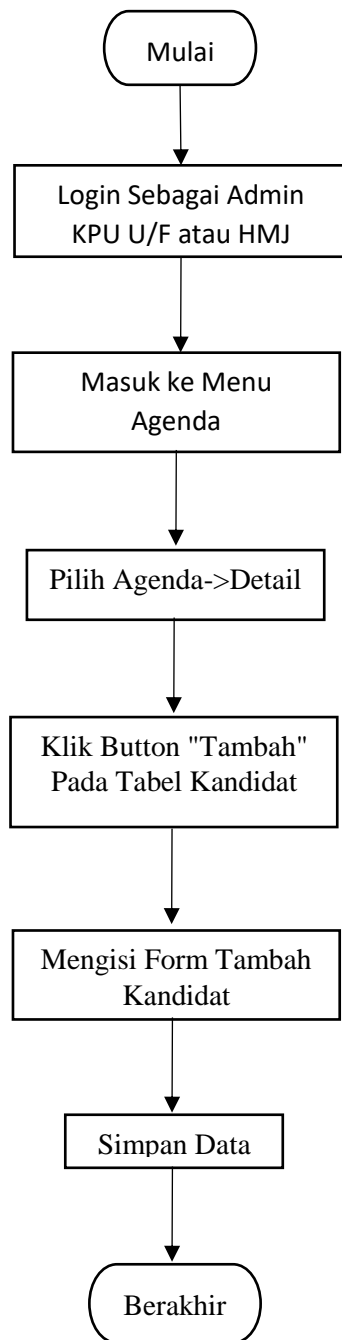 Mulai
Login Sebagai Admin
KPU U/F atau HMJ
Masuk ke Menu
Agenda
Pilih Agenda->Detail
Klik Button "Tambah"
Pada Tabel Kandidat
Mengisi Form Tambah
Kandidat
Simpan Data
Berakhir